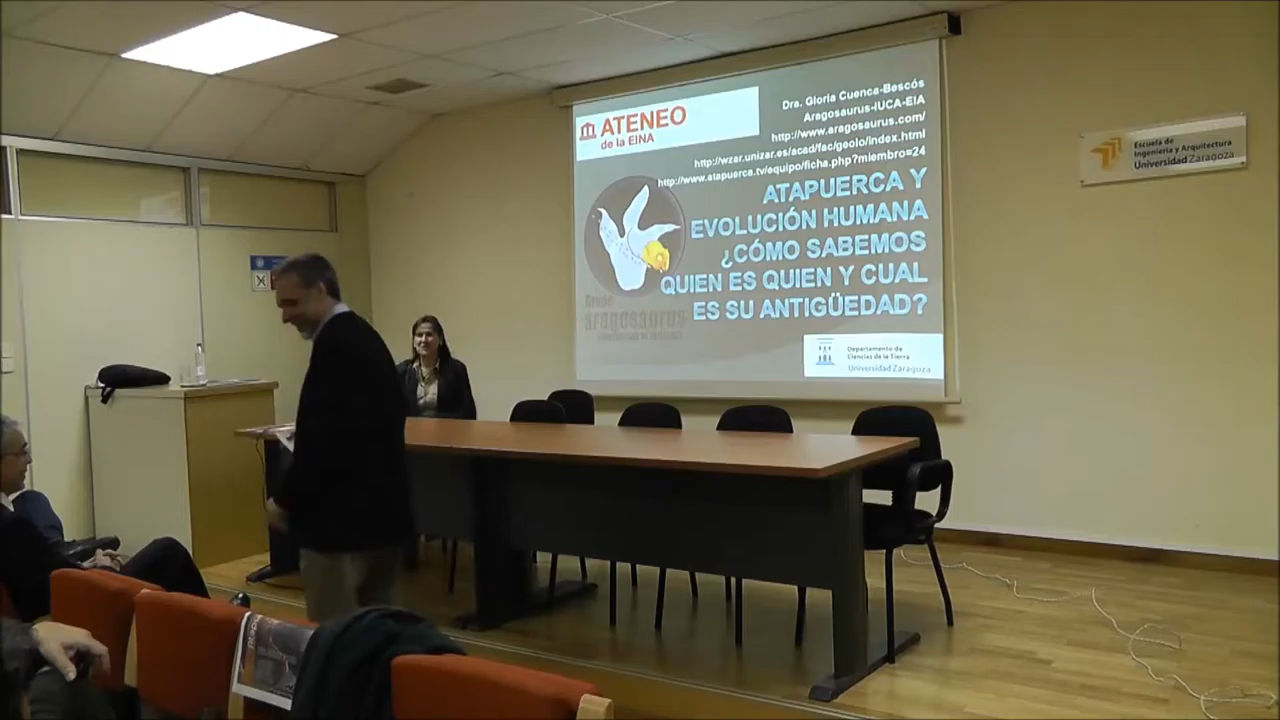 ATENEO
de la EINA
Dra. Gloria Cuenca-Bescós
Aragosaurus-IUCA-EIA
http://www.aragosaurus.com/
http://wzar.unizar.es/acad/fac/geolo/index.html
http://www.atapuerca.tv/equipo/ficha.php?miembro=24
ATAPUERCA Y
EVOLUCIÓN HUMANA
¿CÓMO SABEMOS
QUIEN ES QUIEN Y CUAL
ES SU ANTIGÜEDAD?
Grupo
aragosaurus
Departamento de
Ciencias de la Tierra
Universidad Zaragoza
Escuela de
Ingeniería y Arquitectura
Universidad Zaragoza